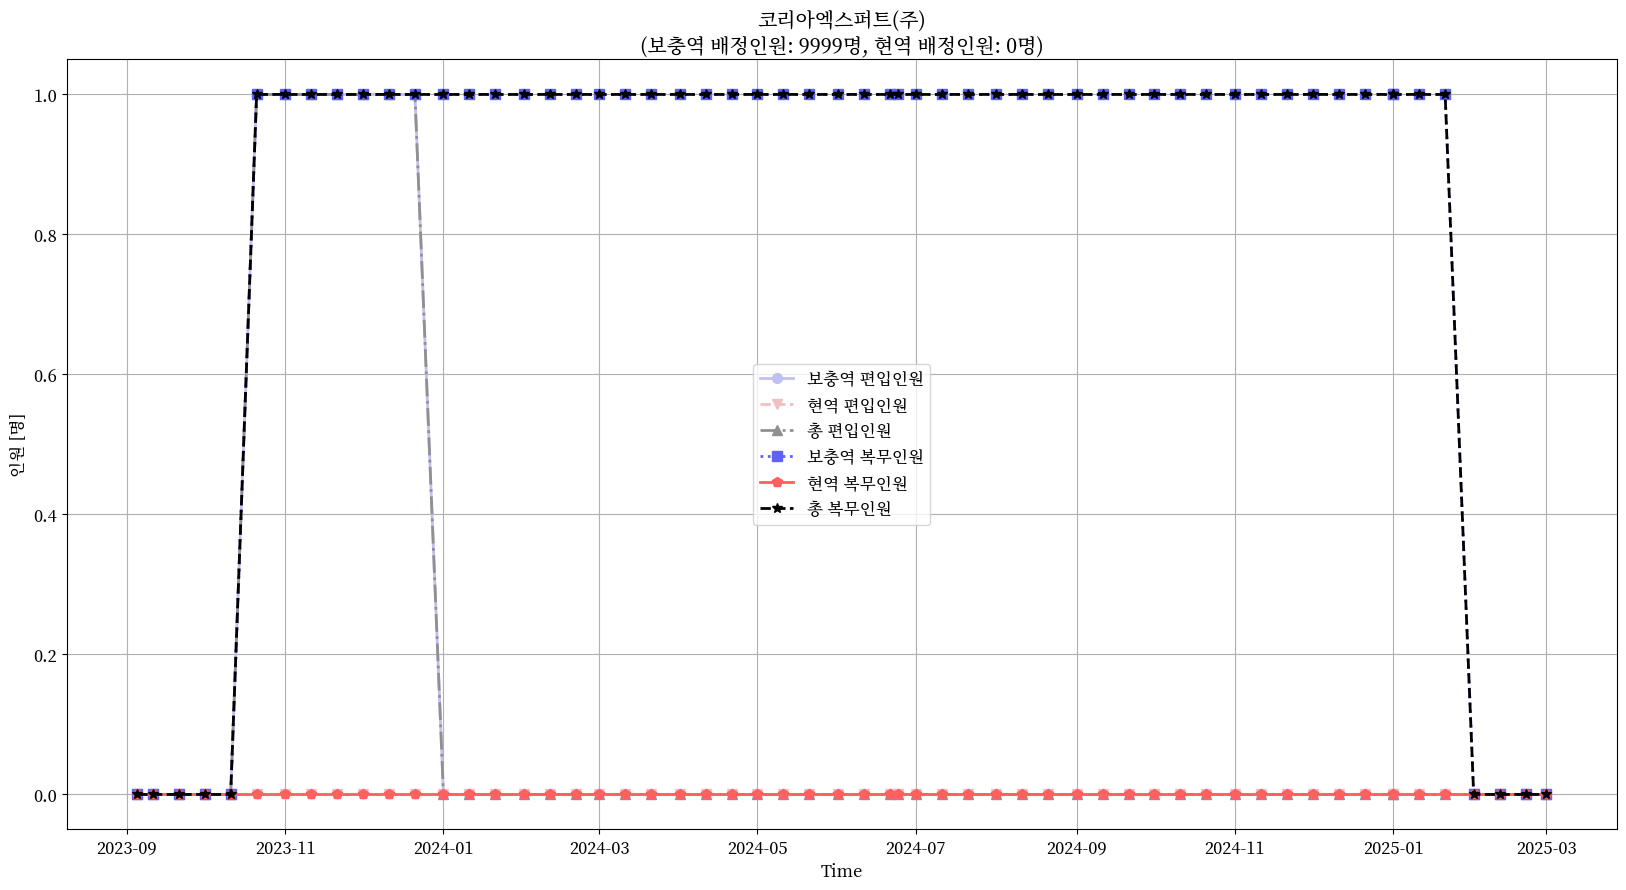 코리아엑스퍼트(주)
(보충역 배정인원: 9999명, 현역 배정인원: 0명)
인원 [명]
1.0
0.8
0.6
0.4
0.2
0.0
보충역 편입인원
현역 편입인원
총 편입인원
보충역 복무인원
현역 복무인원
총 복무인원
2023-09 2023-11 2024-01 2024-03 2024-05 2024-07 2024-09 2024-11 2025-01 2025-03
Time